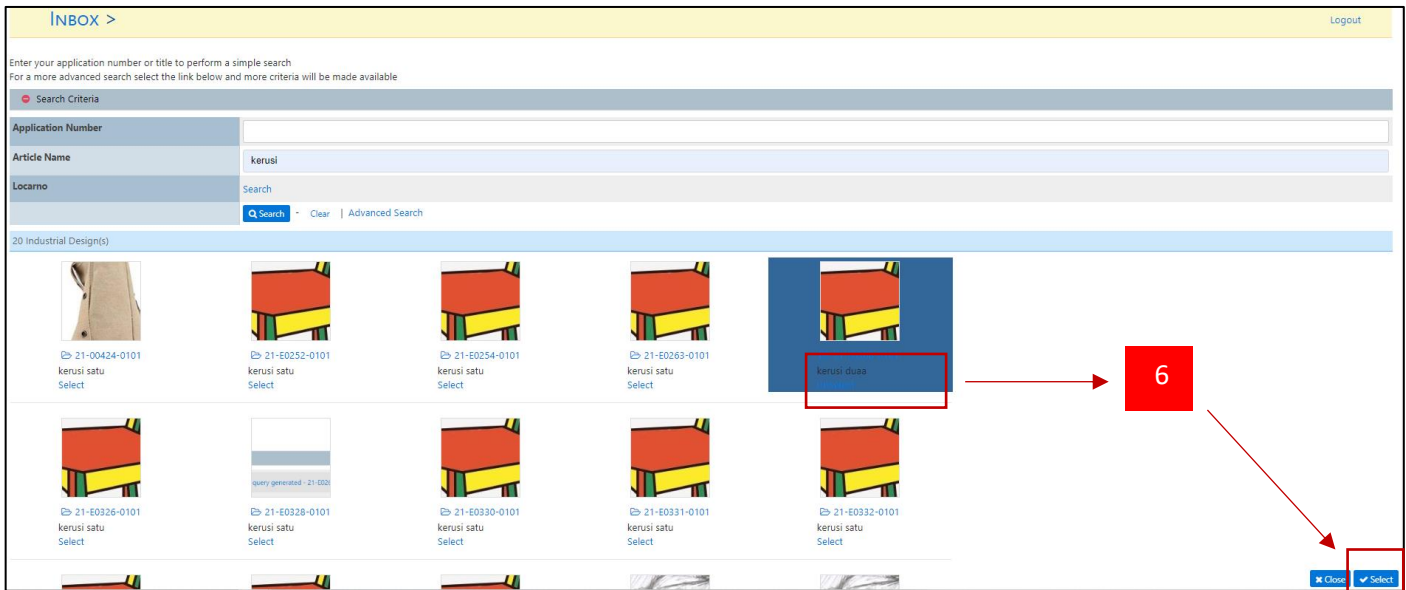 INBOX >
Logout
Enter your application number or title to perform a simple search
For a more advanced search select the link below and more criteria will be made available
Search Criteria
Application Number
Article Name
kerusi
Locarno
Search
Search - Clear | Advanced Search
20 Industrial Design(s)
21-00424-0101
kerusi satu
Select
21-E0252-0101
kerusi satu
Select
21-E0254-0101
kerusi satu
Select
21-E0263-0101
kerusi satu
Select
kerusi duaa
6
21-E0326-0101
kerusi satu
Select
query generated - 21-E02
21-E0328-0101
kerusi satu
Select
21-E0330-0101
kerusi satu
Select
21-E0331-0101
kerusi satu
Select
21-E0332-0101
kerusi satu
Select
Close
Select